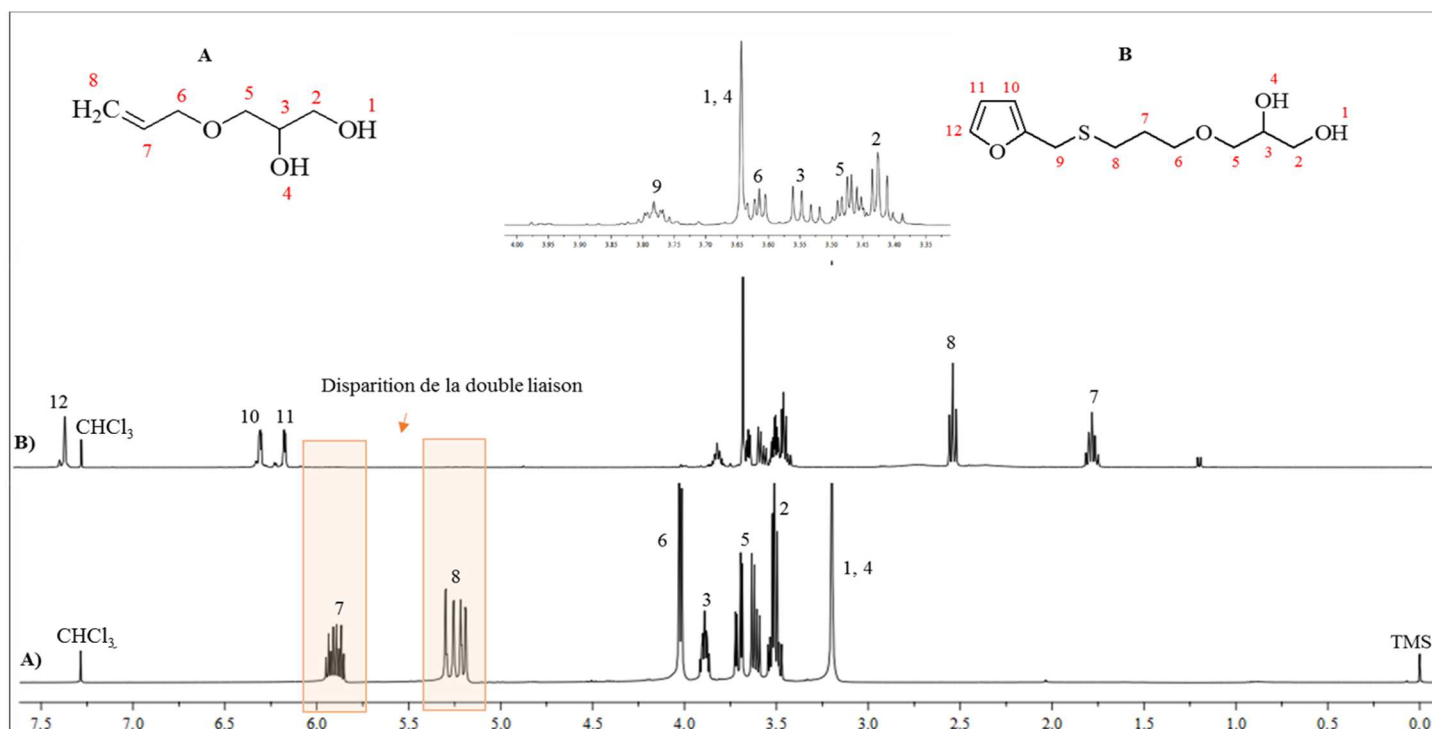 A
8
H₂C
7
6
O
5
3
2
1
OH
OH
4
1, 4
9
6
3
5
2
4.00 3.95 3.90 3.85 3.80 3.75 3.70 3.65 3.60 3.55 3.50 3.45 3.40 3.35
B
4
11 10
12
O
S
9
8
7
6
O
5
OH
3
2
1
OH
Disparition de la double liaison
B)
12
CHCl₃
10
11
8
7
A)
CHCl₃
7
8
6
3
5
2
1, 4
TMS
7.5 7.0 6.5 6.0 5.5 5.0 4.5 4.0 3.5 3.0 2.5 2.0 1.5 1.0 0.5 0.0